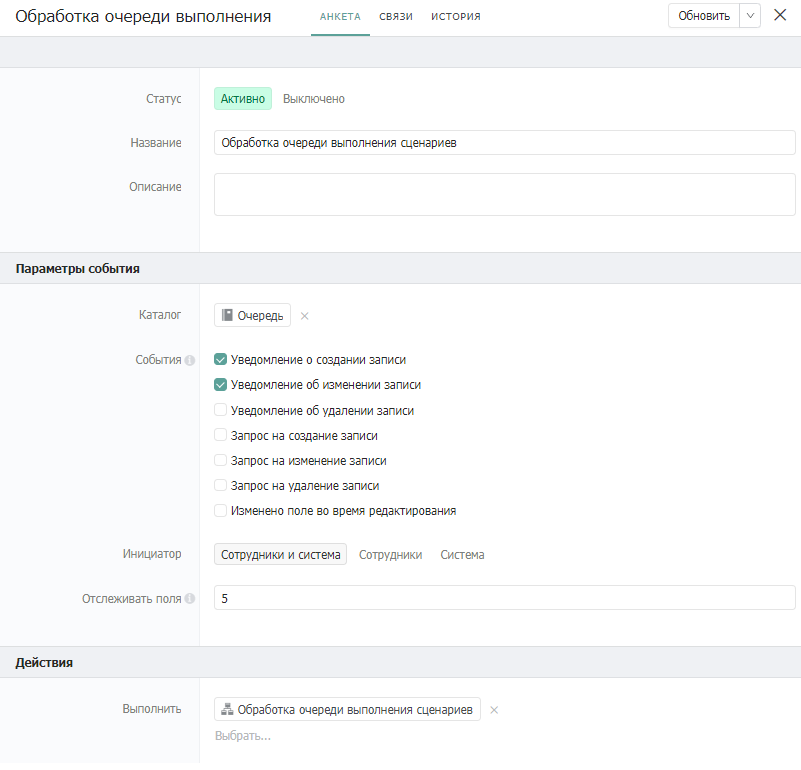 Обработка очереди выполнения АНКЕТА СВЯЗИ ИСТОРИЯ Обновить
Статус Активно Выключено
Название Обработка очереди выполнения сценариев
Описание
Параметры события
Каталог Очередь
События Уведомление о создании записи
Уведомление об изменении записи
Уведомление об удалении записи
Запрос на создание записи
Запрос на изменение записи
Запрос на удаление записи
Изменено поле во время редактирования
Инициатор Сотрудники и система Сотрудники Система
Отслеживать поля 5
Действия
Выполнить Обработка очереди выполнения сценариев
Выбрать...